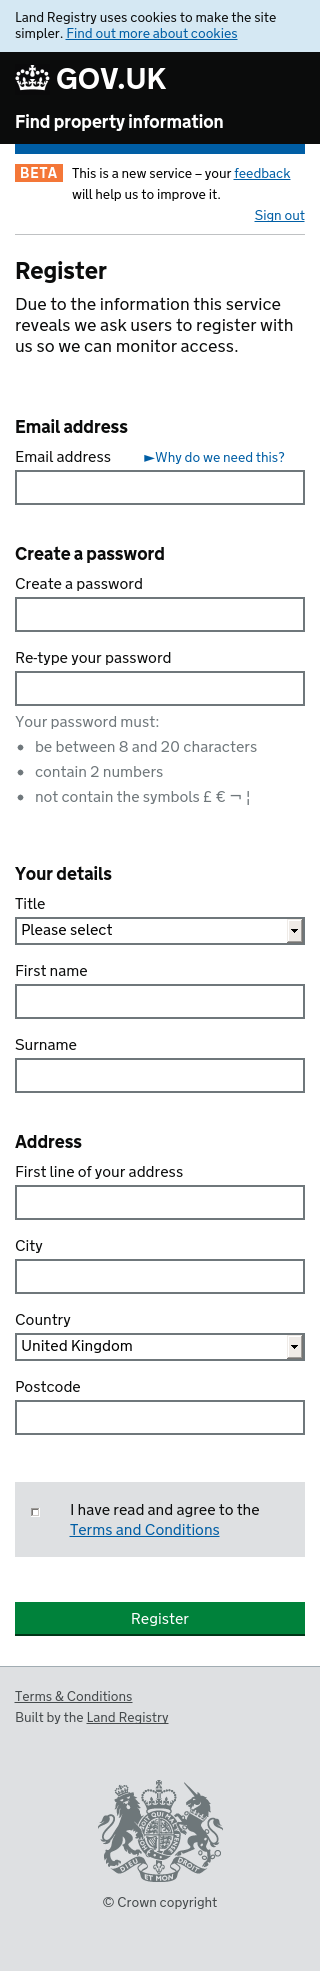 Land Registry uses cookies to make the site
simpler. Find out more about cookies
GOV.UK
Find property information
BETA This is a new service – your feedback
will help us to improve it.
Sign out
Register
Due to the information this service
reveals we ask users to register with
us so we can monitor access.
Email address
Email address ►Why do we need this?
Create a password
Create a password
Re-type your password
Your password must:
• be between 8 and 20 characters
• contain 2 numbers
• not contain the symbols £ € ¬ ¦
Your details
Title
Please select
First name
Surname
Address
First line of your address
City
Country
United Kingdom
Postcode
I have read and agree to the
Terms and Conditions
Register
Terms & Conditions
Built by the Land Registry
DIEU ET MON DROIT
© Crown copyright